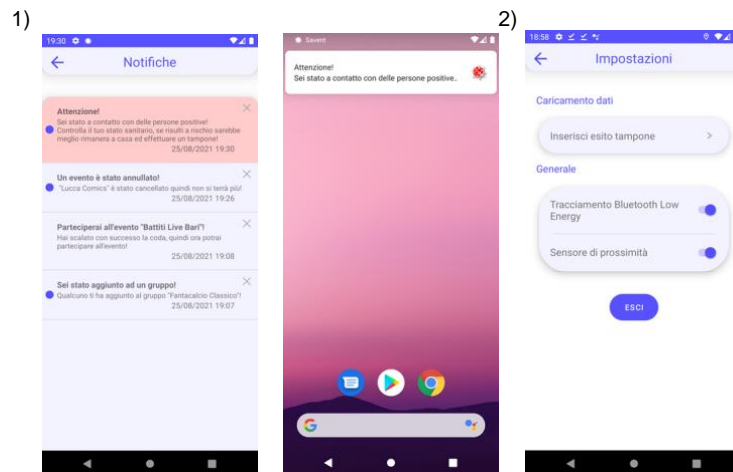 1)
2)
19:30
Notifiche
Attenzione!
Sei stato a contatto con delle persone positive!
Controlla il tuo stato sanitario, se risulti a rischio sarebbe
meglio rimanera a casa ed effettuare un tampone!
25/08/2021 19:30
Un evento è stato annullato!
"Lucca Comics" è stato cancellato quindi non si terrà più!
25/08/2021 19:26
Parteciperai all'evento "Battiti Live Bari"!
Hai scalato con successo la coda, quindi ora potrai
partecipare all'evento!
25/08/2021 19:08
Sei stato aggiunto ad un gruppo!
Qualcuno ti ha aggiunto al gruppo "Fantacalcio Classico"!
25/08/2021 19:07
Savent
Attenzione!
Sei stato a contatto con delle persone positive..
G
18:58
Impostazioni
Caricamento dati
Inserisci esito tampone
Generale
Tracciamento Bluetooth Low
Energy
Sensore di prossimità
ESCI